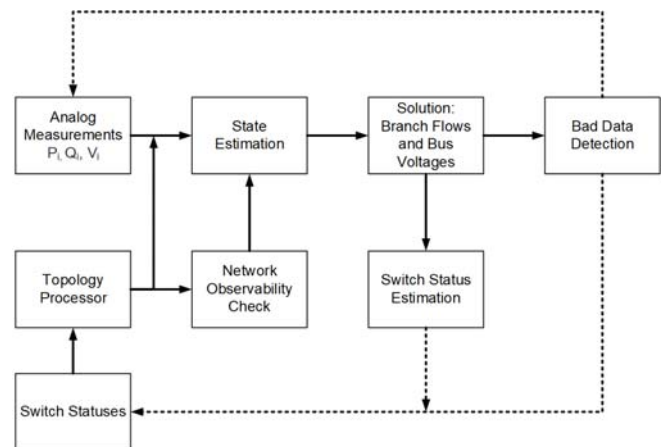 Analog
Measurements
Pᵢ, Qᵢ, Vᵢ
State
Estimation
Solution:
Branch Flows
and Bus
Voltages
Bad Data
Detection
Topology
Processor
Network
Observability
Check
Switch Status
Estimation
Switch Statuses